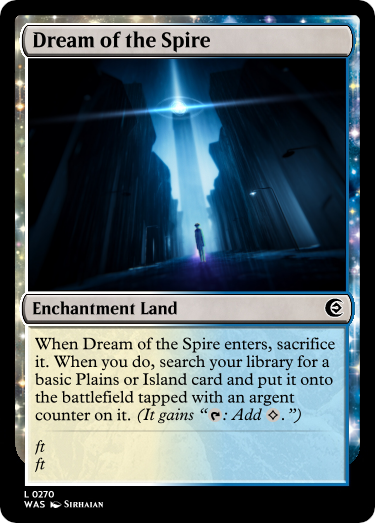 Dream of the Spire
Enchantment Land
When Dream of the Spire enters, sacrifice
it. When you do, search your library for a
basic Plains or Island card and put it onto
the battlefield tapped with an argent
counter on it. (It gains “: Add .”)
ft
ft
L 0270
WAS Sirhaian